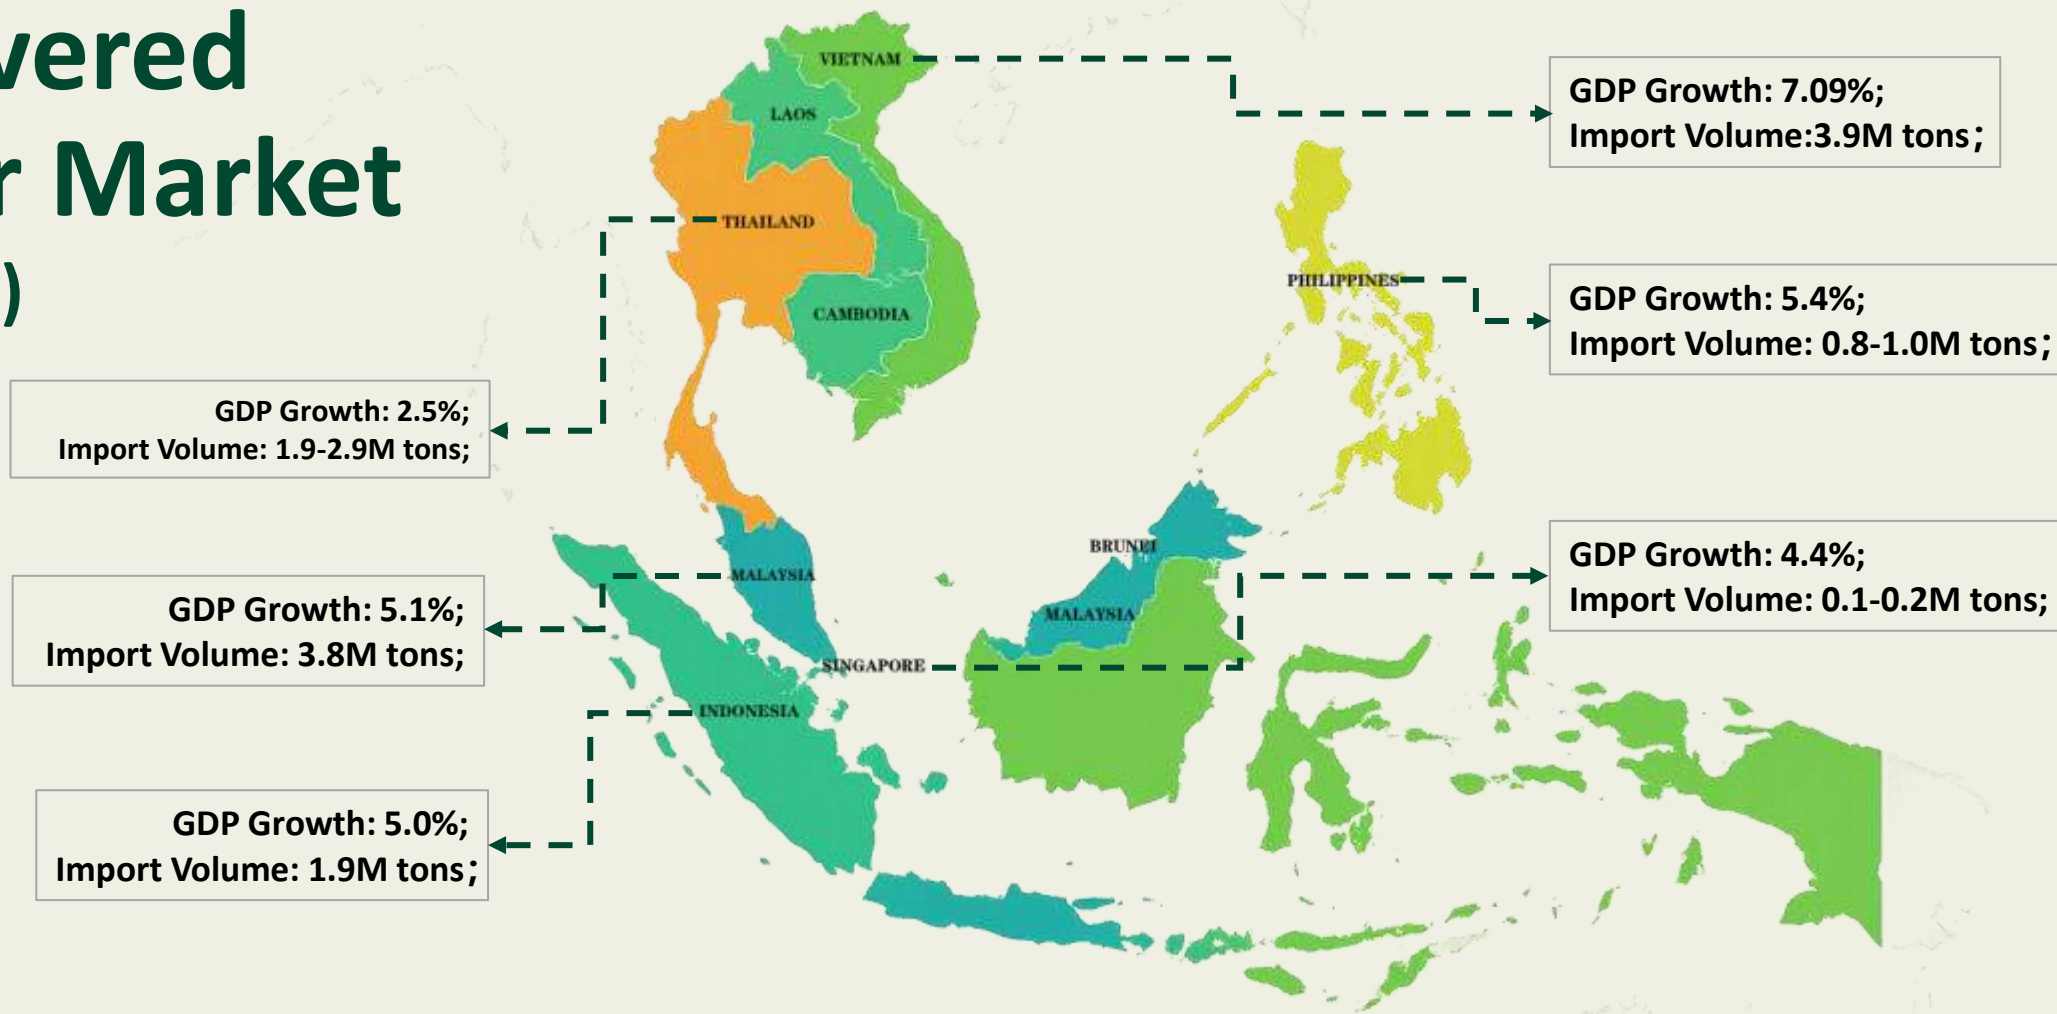 Market
)
VIETNAM
GDP Growth: 7.09%;
Import Volume:3.9M tons;
LAOS
THAILAND
PHILIPPINES
GDP Growth: 5.4%;
Import Volume: 0.8-1.0M tons;
CAMBODIA
GDP Growth: 2.5%;
Import Volume: 1.9-2.9M tons;
BRUNEI
GDP Growth: 4.4%;
Import Volume: 0.1-0.2M tons;
MALAYSIA
MALAYSIA
GDP Growth: 5.1%;
Import Volume: 3.8M tons;
SINGAPORE
INDONESIA
GDP Growth: 5.0%;
Import Volume: 1.9M tons;